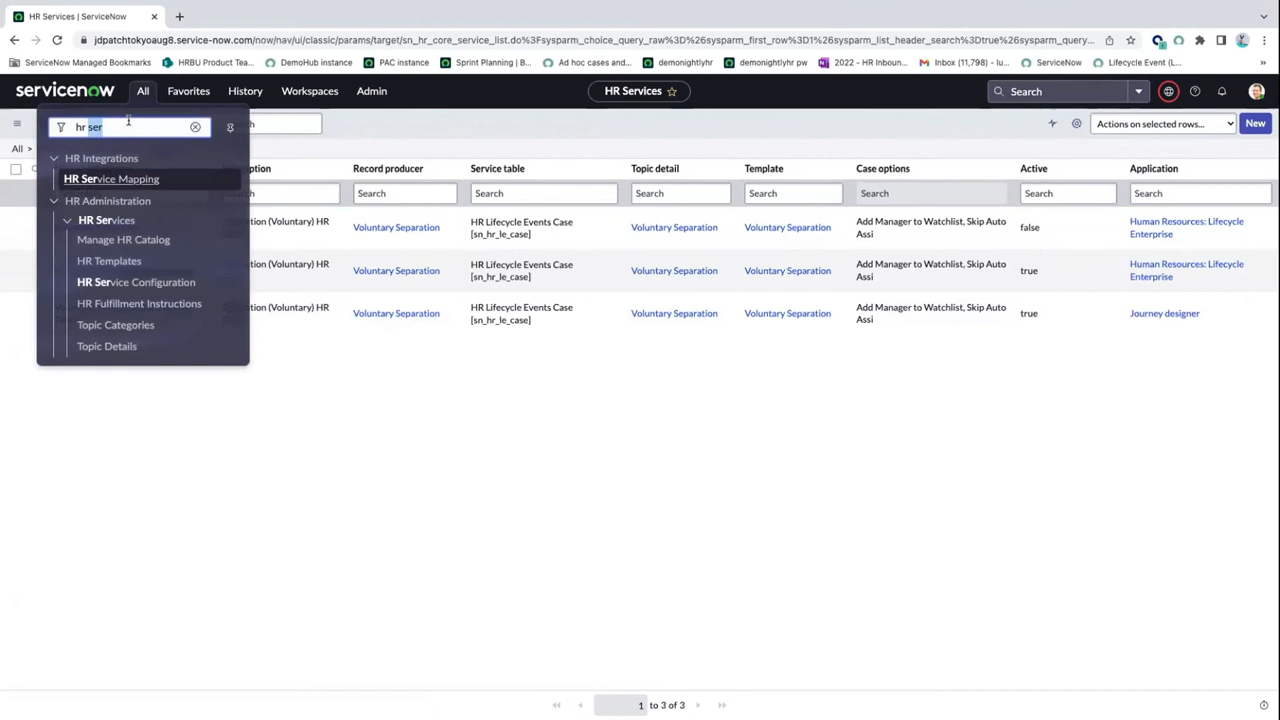 HR Services | ServiceNow
jdpatchtokyoaug8.service-now.com/now/nav/ui/classic/params/target/sn_hr_core_service_list.do%3Fsysparm_choice_query_raw%3D%26sysparm_first_row%3D1%26sysparm_list_header_search%3Dtrue%26sysparm_query...
ServiceNow Managed Bookmarks HRBU Product Team... DemoHub instance PAC instance Sprint Planning | B... Ad hoc cases and... demonightlyhr demonightlyhr pw 2022 - HR Inboun... Inbox (11,798) - lu... ServiceNow Lifecycle Event (L...
servicenow All Favorites History Workspaces Admin HR Services Search
hr ser
Actions on selected rows... New
All >
HR Integrations
HR Service Mapping
HR Administration
HR Services
Manage HR Catalog
HR Templates
HR Service Configuration
HR Fulfillment Instructions
Topic Categories
Topic Details
Record producer Service table Topic detail Template Case options Active Application
Search Search Search Search Search Search Search
(Voluntary) HR Voluntary Separation HR Lifecycle Events Case [sn_hr_le_case] Voluntary Separation Voluntary Separation Add Manager to Watchlist, Skip Auto Assi false Human Resources: Lifecycle Enterprise
(Voluntary) HR Voluntary Separation HR Lifecycle Events Case [sn_hr_le_case] Voluntary Separation Voluntary Separation Add Manager to Watchlist, Skip Auto Assi true Human Resources: Lifecycle Enterprise
(Voluntary) HR Voluntary Separation HR Lifecycle Events Case [sn_hr_le_case] Voluntary Separation Voluntary Separation Add Manager to Watchlist, Skip Auto Assi true Journey designer
1 to 3 of 3